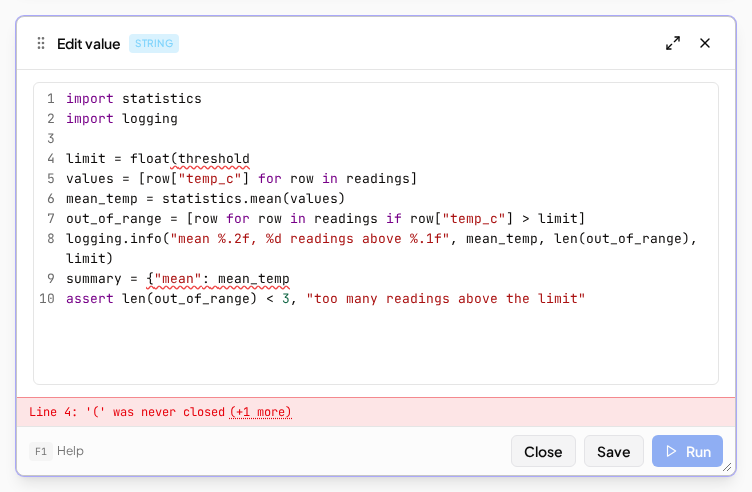 Edit value STRING
1 import statistics
2 import logging
3
4 limit = float(threshold
5 values = [row["temp_c"] for row in readings]
6 mean_temp = statistics.mean(values)
7 out_of_range = [row for row in readings if row["temp_c"] > limit]
8 logging.info("mean %.2f, %d readings above %.1f", mean_temp, len(out_of_range),
limit)
9 summary = {"mean": mean_temp
10 assert len(out_of_range) < 3, "too many readings above the limit"
Line 4: '(' was never closed (+1 more)
F1 Help Close Save Run